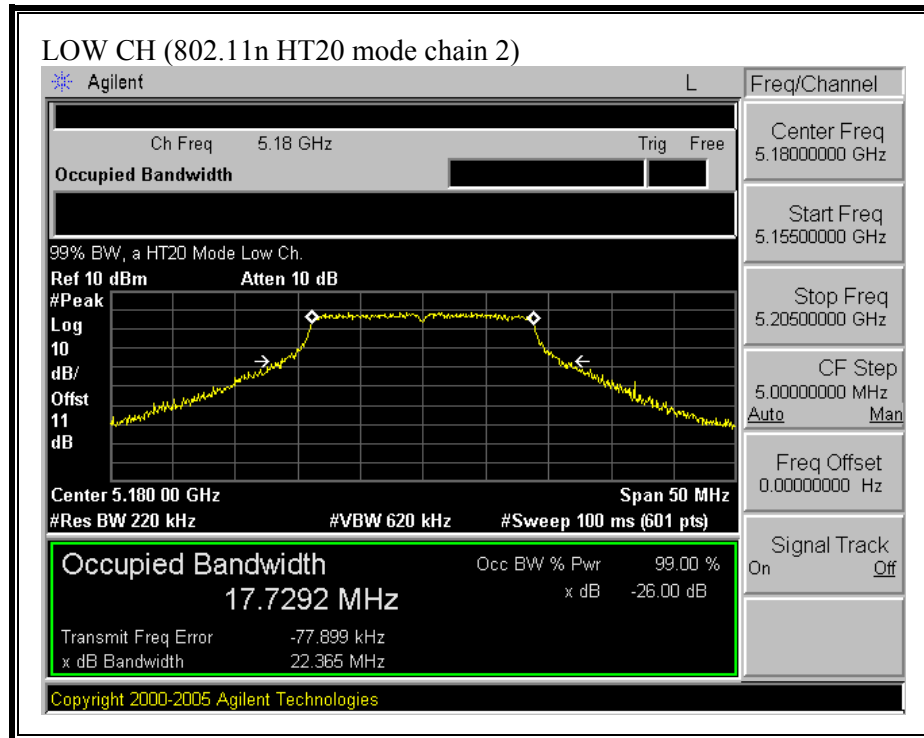 LOW CH (802.11n HT20 mode chain 2)
Agilent L Freq/Channel
Ch Freq 5.18 GHz Trig Free
Occupied Bandwidth
Center Freq
5.18000000 GHz
Start Freq
5.15500000 GHz
99% BW, a HT20 Mode Low Ch.
Ref 10 dBm Atten 10 dB
#Peak
Log
10
dB/
Offst
11
dB
Stop Freq
5.20500000 GHz
CF Step
5.00000000 MHz
Auto Man
Freq Offset
0.00000000 Hz
Center 5.180 00 GHz Span 50 MHz
#Res BW 220 kHz #VBW 620 kHz #Sweep 100 ms (601 pts)
Signal Track
On Off
Occupied Bandwidth Occ BW % Pwr 99.00 %
17.7292 MHz x dB -26.00 dB
Transmit Freq Error -77.899 kHz
x dB Bandwidth 22.365 MHz
Copyright 2000-2005 Agilent Technologies